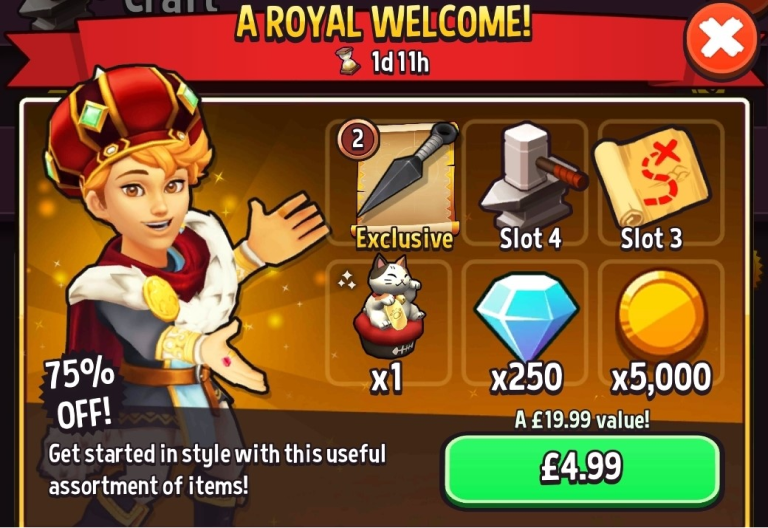 Craft
A ROYAL WELCOME!
1d 11h
2
Exclusive
Slot 4
Slot 3
x1
x250
x5,000
75%
OFF!
A £19.99 value!
Get started in style with this useful
assortment of items!
£4.99